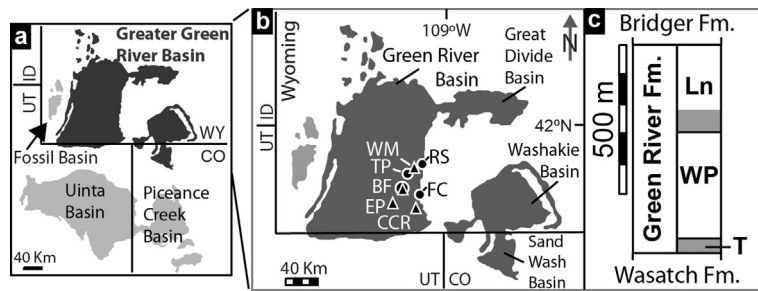 a
Greater Green
River Basin
ID
UT
WY
CO
Fossil Basin
Uinta
Basin
Piceance
Creek
Basin
40 Km
b
Wyoming
109ºW
Green River
Basin
Great
Divide
Basin
N
UT
ID
42ºN
WM
RS
TP
BF
FC
EP
CCR
Washakie
Basin
40 Km
UT
CO
Sand
Wash
Basin
c
Bridger Fm.
500 m
Green River Fm.
Ln
WP
T
Wasatch Fm.